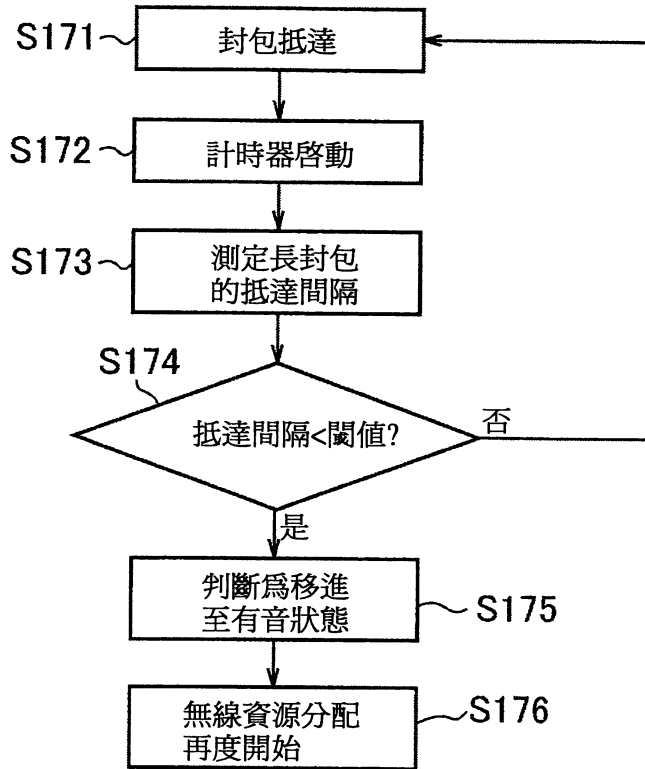 S171
封包抵達
S172
計時器啓動
S173
測定長封包
的抵達間隔
S174
抵達間隔<閾值?
否
是
判斷爲移進
至有音狀態
S175
無線資源分配
再度開始
S176